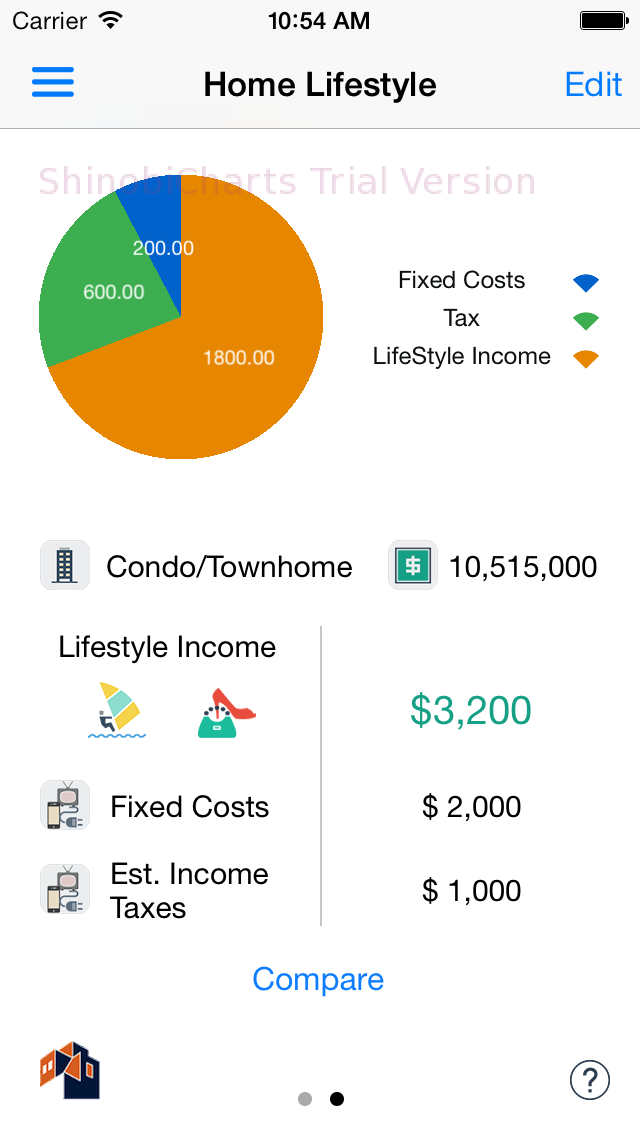 Carrier 10:54 AM
Home Lifestyle Edit
ShinobiCharts Trial Version
200.00
600.00
1800.00
Fixed Costs
Tax
LifeStyle Income
Condo/Townhome $ 10,515,000
Lifestyle Income
$3,200
Fixed Costs $ 2,000
Est. Income
Taxes
$ 1,000
Compare
?